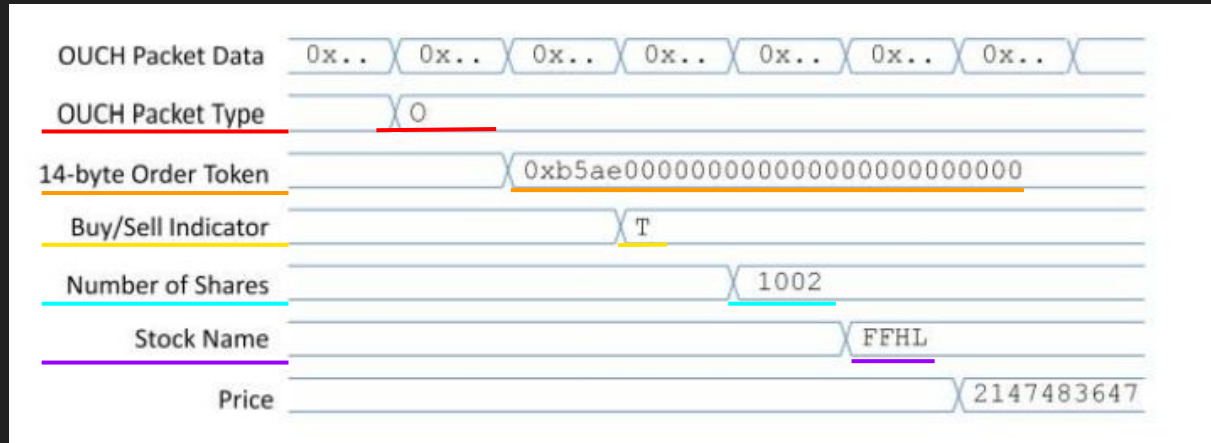 OUCH Packet Data 0x.. 0x.. 0x.. 0x.. 0x.. 0x.. 0x..
OUCH Packet Type O
14-byte Order Token 0xb5ae000000000000000000000000
Buy/Sell Indicator T
Number of Shares 1002
Stock Name FFHL
Price 2147483647